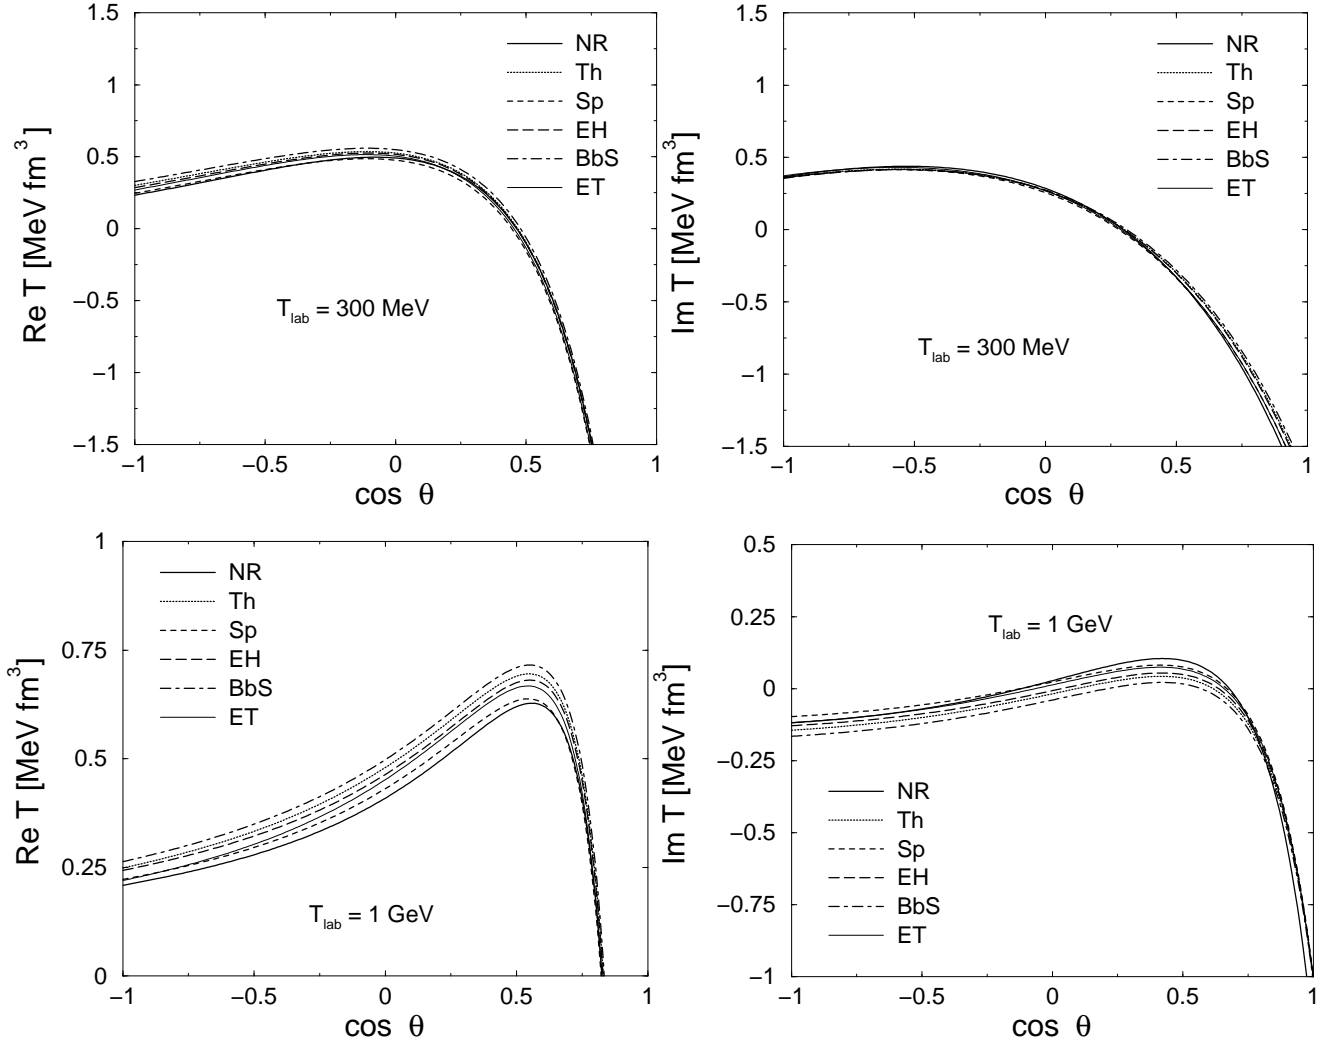 1.5
1
0.5
0
−0.5
−1
−1.5
−1
−0.5
0
0.5
1
Re T [MeV fm³]
cos θ
NR
Th
Sp
EH
BbS
ET
T_lab = 300 MeV
1.5
1
0.5
0
−0.5
−1
−1.5
−1
−0.5
0
0.5
1
Im T [MeV fm³]
cos θ
NR
Th
Sp
EH
BbS
ET
T_lab = 300 MeV
1
0.75
0.5
0.25
0
−1
−0.5
0
0.5
1
Re T [MeV fm³]
cos θ
NR
Th
Sp
EH
BbS
ET
T_lab = 1 GeV
0.5
0.25
0
−0.25
−0.5
−0.75
−1
−1
−0.5
0
0.5
1
Im T [MeV fm³]
cos θ
T_lab = 1 GeV
NR
Th
Sp
EH
BbS
ET